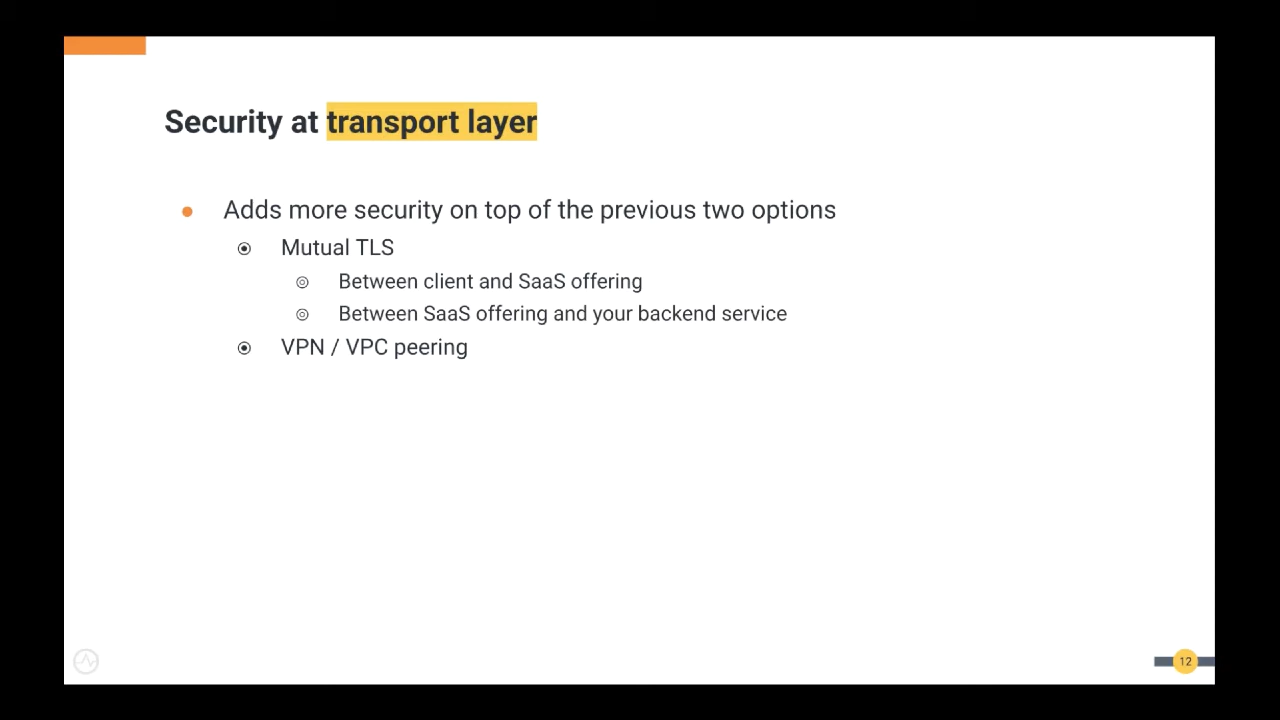 Security at transport layer
Adds more security on top of the previous two options
Mutual TLS
Between client and SaaS offering
Between SaaS offering and your backend service
VPN / VPC peering
12